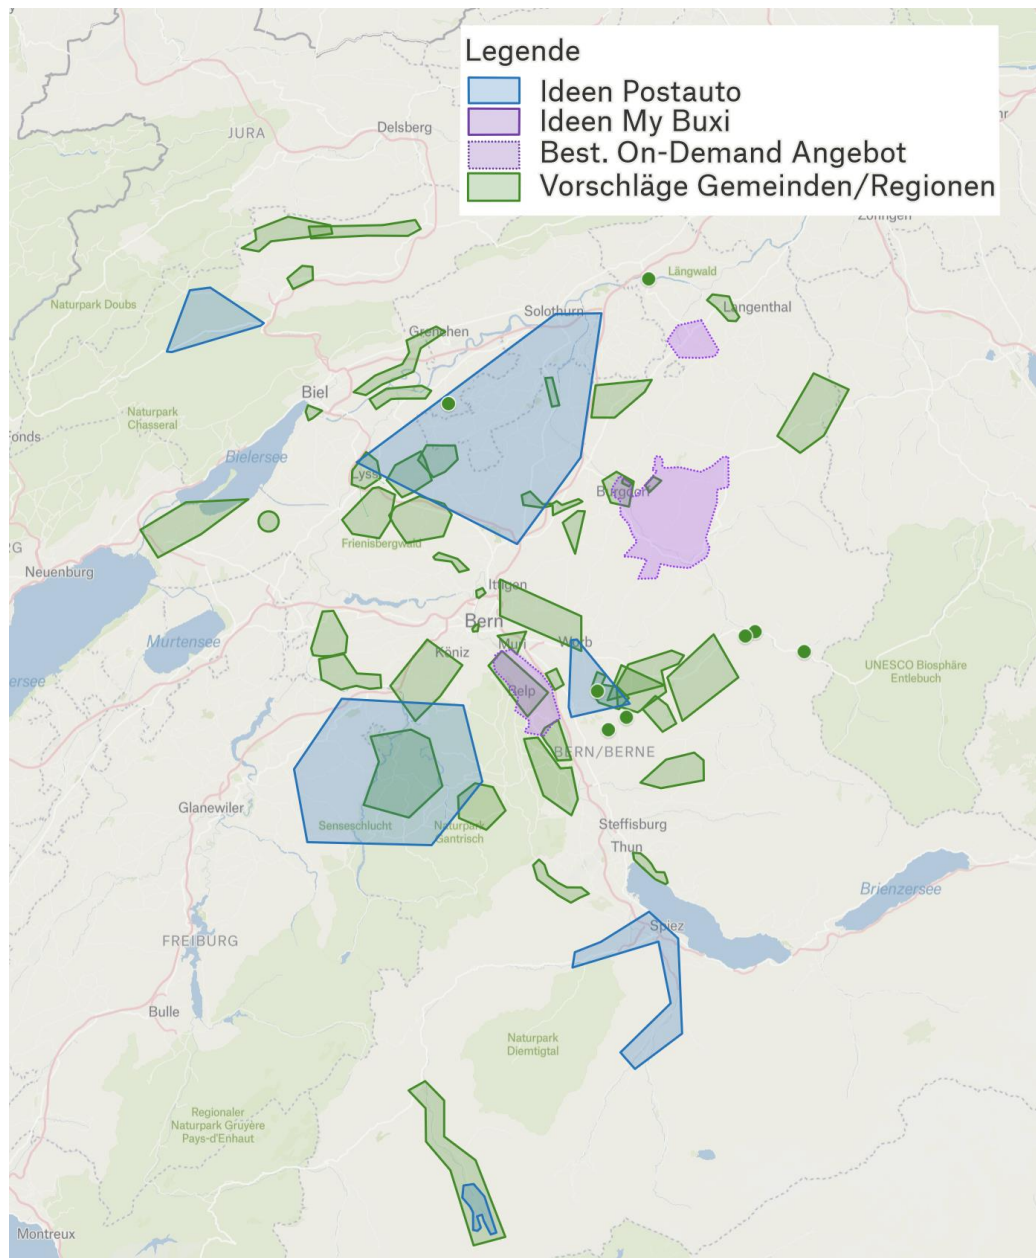 Legende
Ideen Postauto
Ideen My Buxi
Best. On-Demand Angebot
Vorschläge Gemeinden/Regionen
JURA
Delsberg
Zofingen
Naturpark Doubs
Längwald
Solothurn
Langenthal
Grenchen
Biel
Naturpark
Chasseral
Fonds
Bielersee
Lyss
Burgdorf
Frienisbergwald
Neuenburg
Ittigen
Bern
Murtensee
Muri
Worb
Köniz
UNESCO Biosphäre
Entlebuch
ersee
Belp
BERN/BERNE
Glanewiler
Senseschlucht
Naturpark
Gantrisch
Steffisburg
Thun
Brienzersee
Spiez
FREIBURG
Bulle
Naturpark
Diemtigtal
Regionaler
Naturpark Gruyère
Pays-d'Enhaut
Montreux